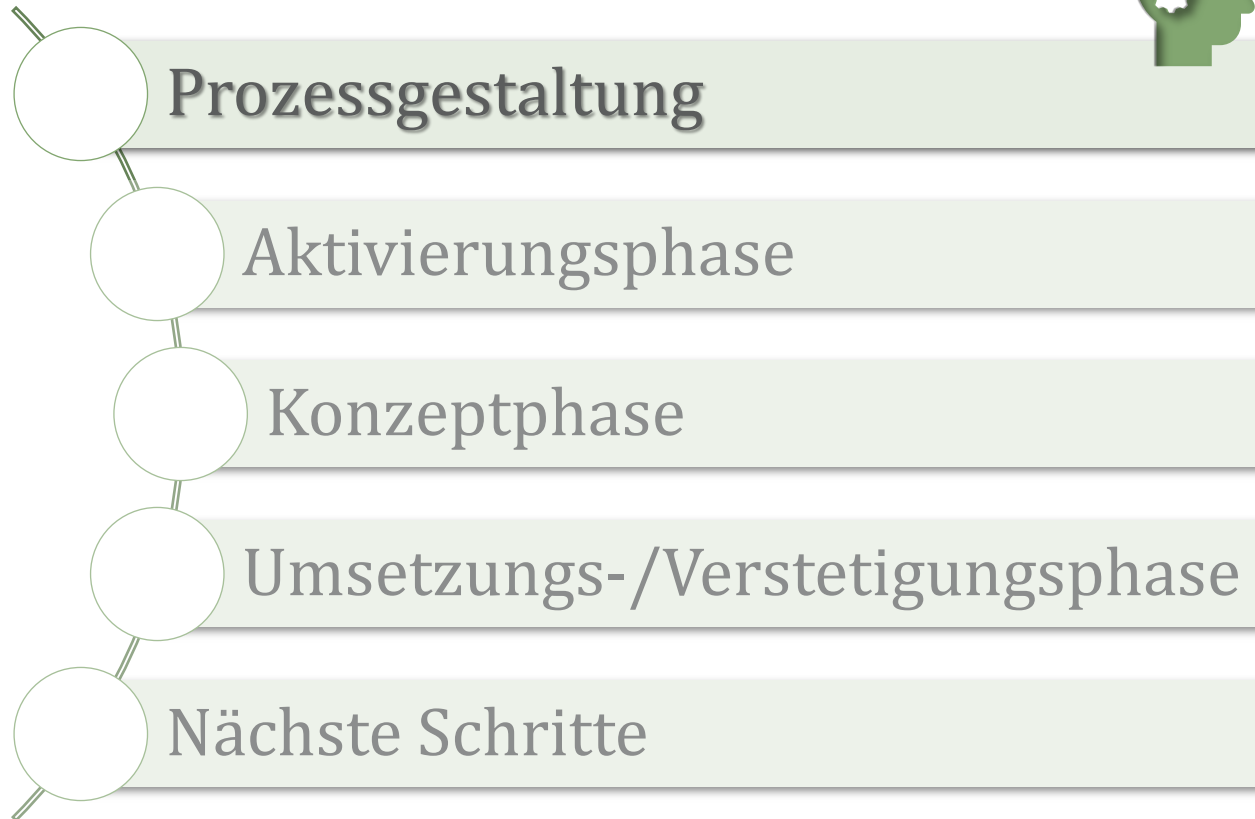 Prozessgestaltung
Aktivierungsphase
Konzeptphase
Umsetzungs-/Verstetigungsphase
Nächste Schritte